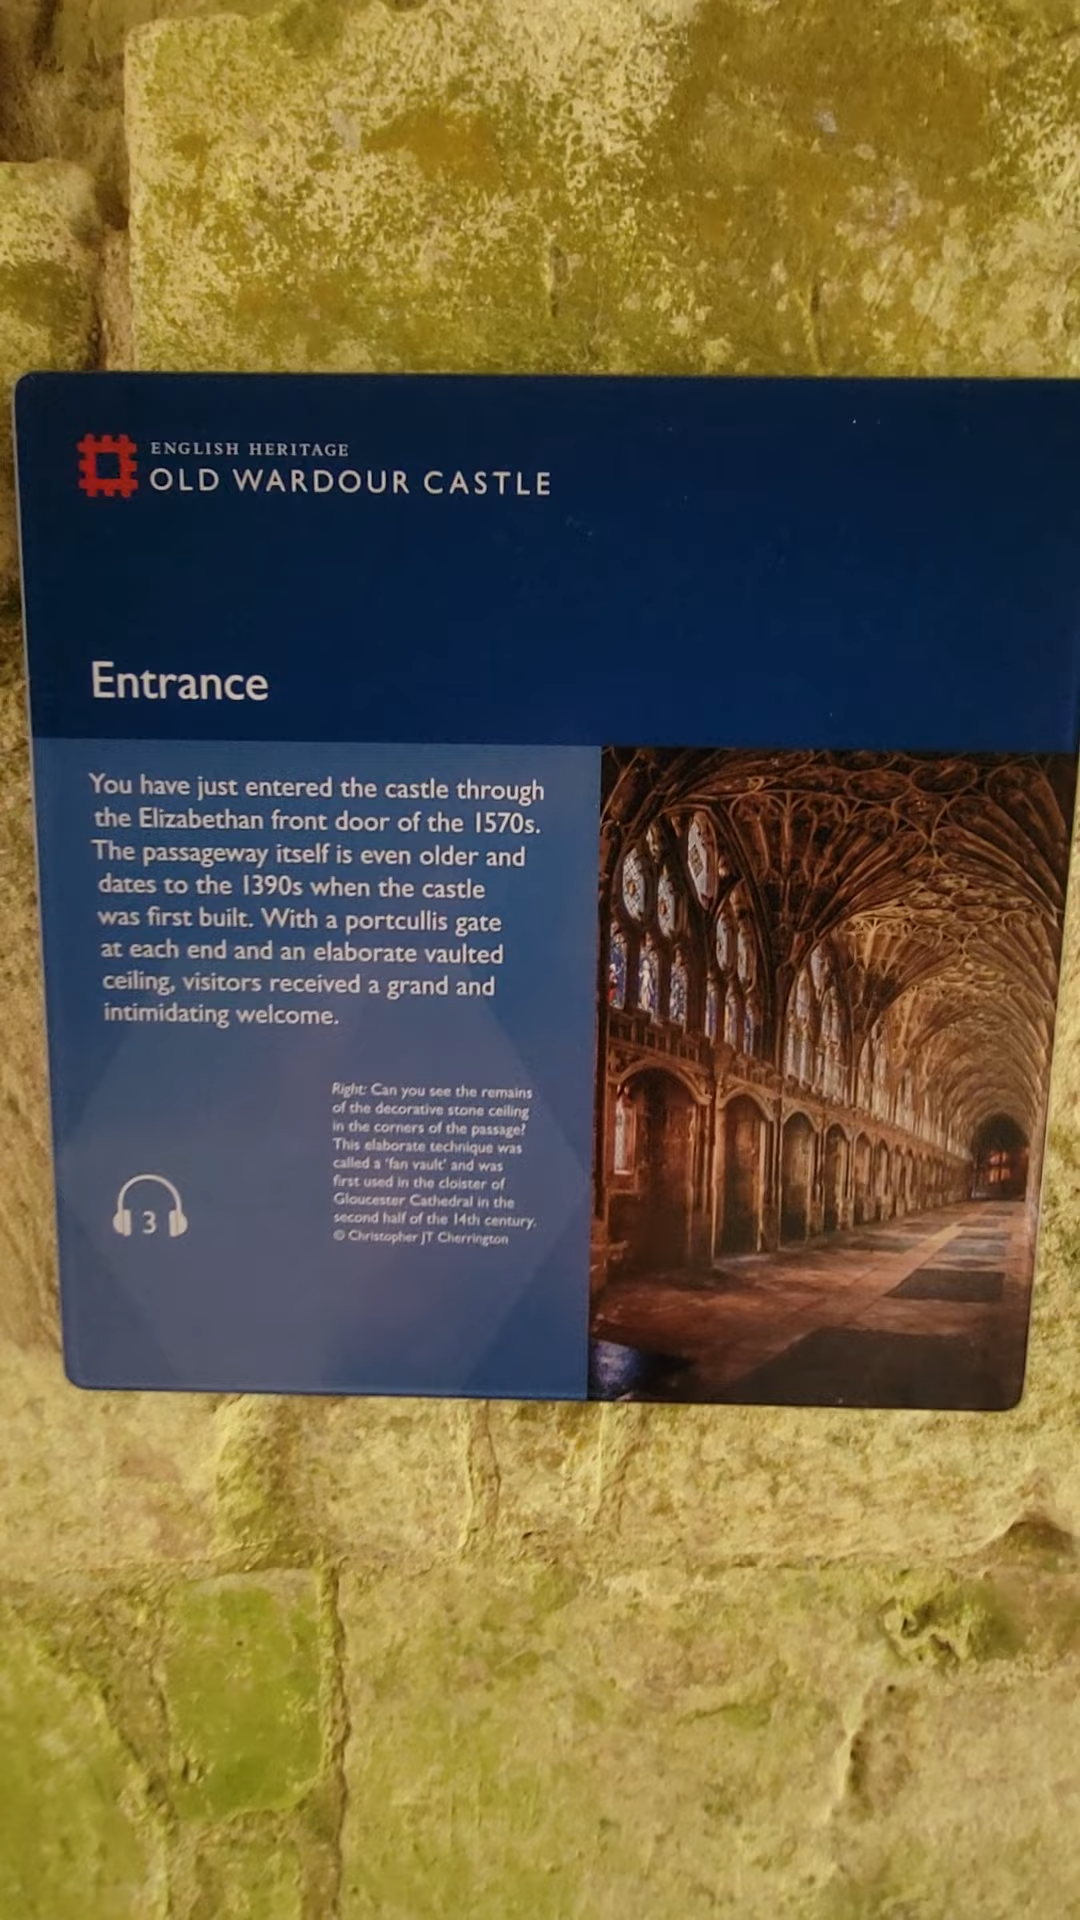 ENGLISH HERITAGE
OLD WARDOUR CASTLE
Entrance
You have just entered the castle through
the Elizabethan front door of the 1570s.
The passageway itself is even older and
dates to the 1390s when the castle
was first built. With a portcullis gate
at each end and an elaborate vaulted
ceiling, visitors received a grand and
intimidating welcome.
Right: Can you see the remains
of the decorative stone ceiling
in the corners of the passage?
This elaborate technique was
called a 'fan vault' and was
first used in the cloister of
Gloucester Cathedral in the
second half of the 14th century.
© Christopher JT Cherrington
3